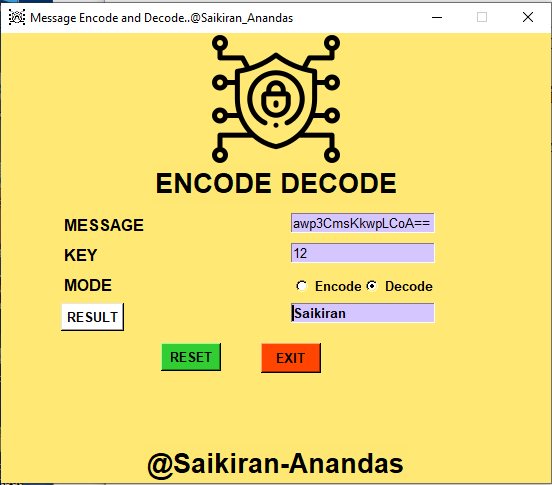 Message Encode and Decode..@Saikiran_Anandas
ENCODE DECODE
MESSAGE awp3CmsKkwpLCoA==
KEY 12
MODE Encode Decode
RESULT Saikiran
RESET EXIT
@Saikiran-Anandas